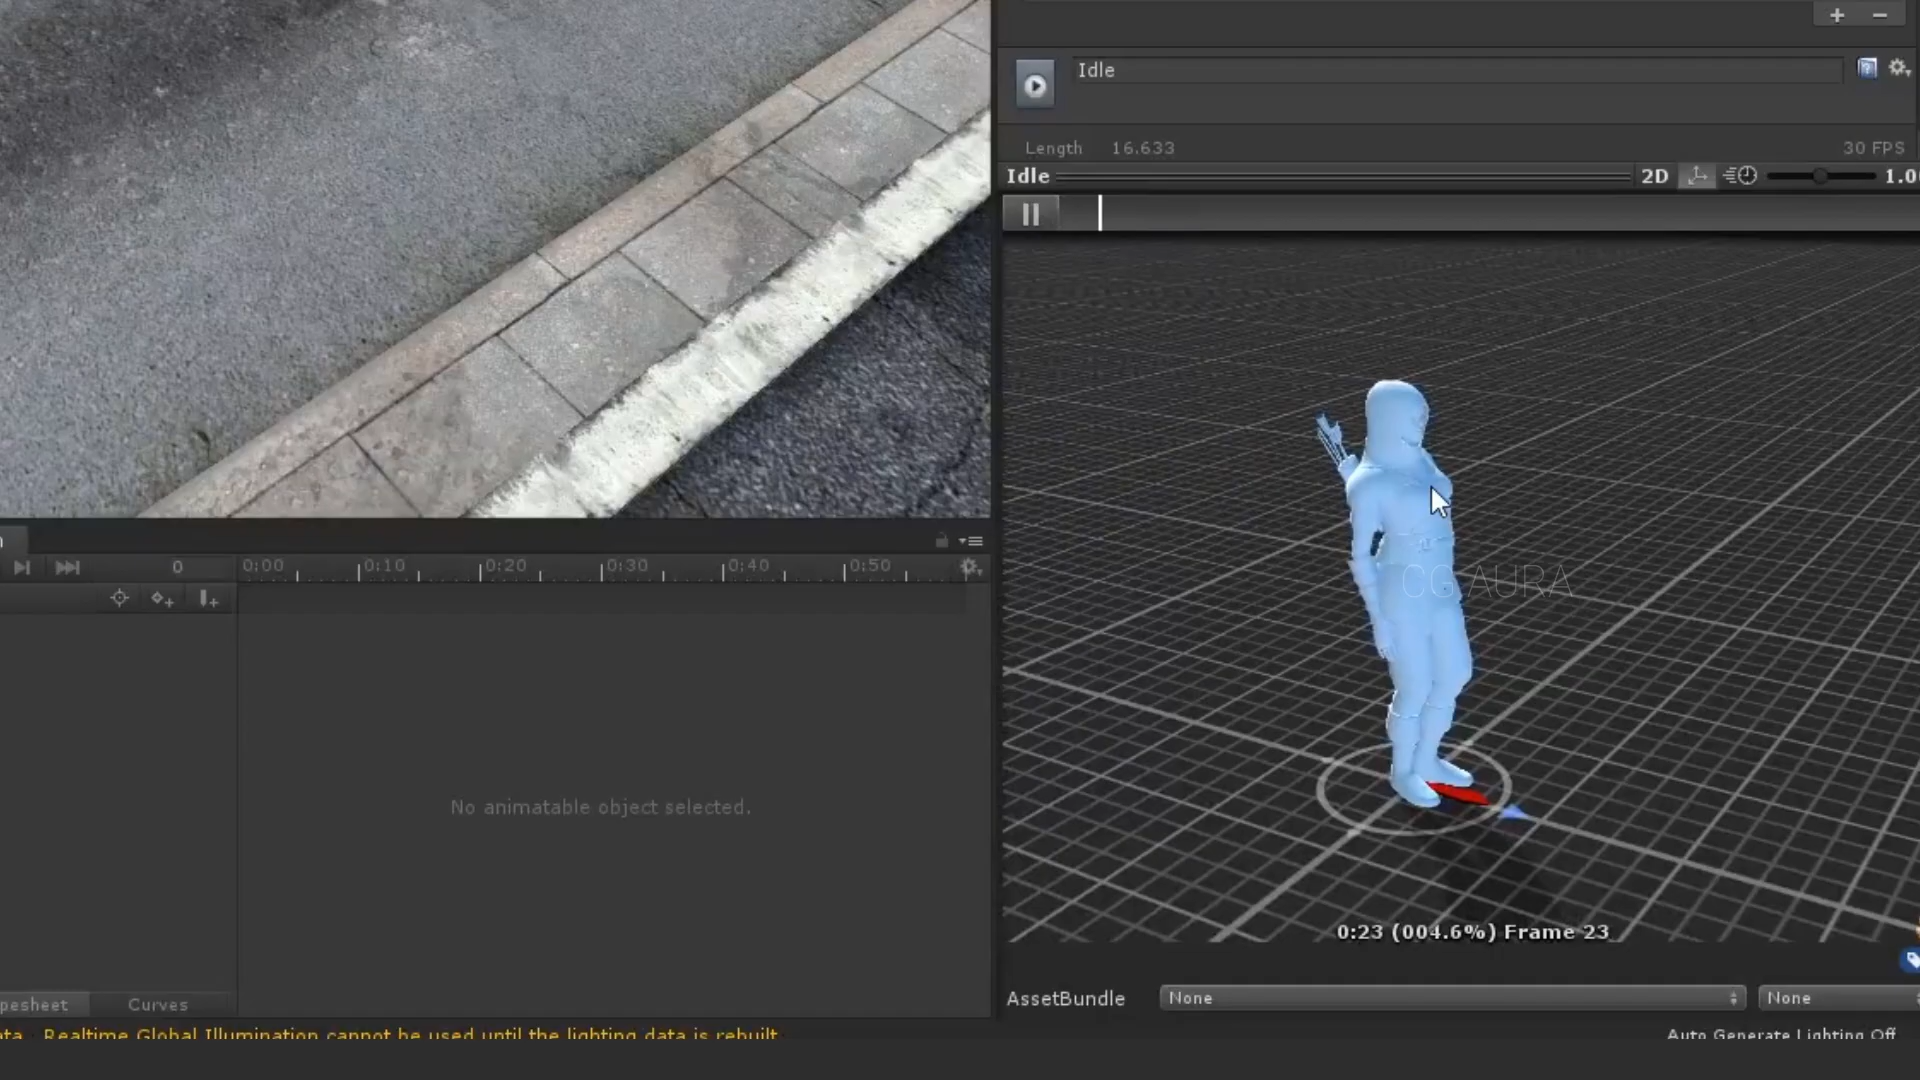 Idle
Length 16.633 30 FPS
Idle 2D 1.0
CG AURA
0 0:00 0:10 0:20 0:30 0:40 0:50
No animatable object selected.
0:23 (004.6%) Frame 23
AssetBundle None None
pesheet Curves
ata Realtime Global Illumination cannot be used until the lighting data is rebuilt.
Auto Generate Lighting Off